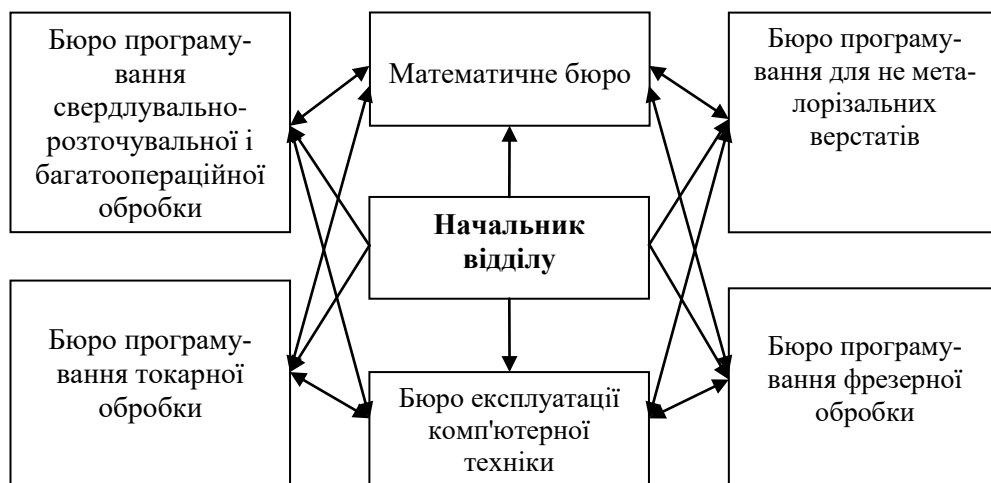 Бюро програму-
вання
свердлувально-
розточувальної і
багатоопераційної
обробки
Математичне бюро
Бюро програму-
вання для не мета-
лорізальних
верстатів
Начальник
відділу
Бюро програму-
вання токарної
обробки
Бюро експлуатації
комп'ютерної
техніки
Бюро програму-
вання фрезерної
обробки